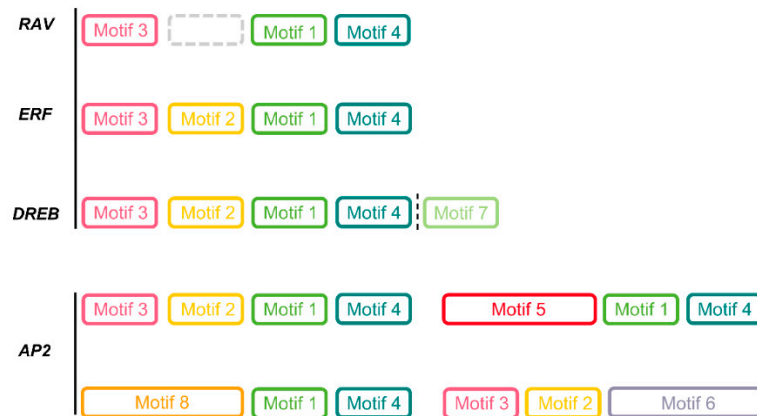 RAV Motif 3 Motif 1 Motif 4
ERF Motif 3 Motif 2 Motif 1 Motif 4
DREB Motif 3 Motif 2 Motif 1 Motif 4 Motif 7
Motif 3 Motif 2 Motif 1 Motif 4 Motif 5 Motif 1 Motif 4
AP2
Motif 8 Motif 1 Motif 4 Motif 3 Motif 2 Motif 6